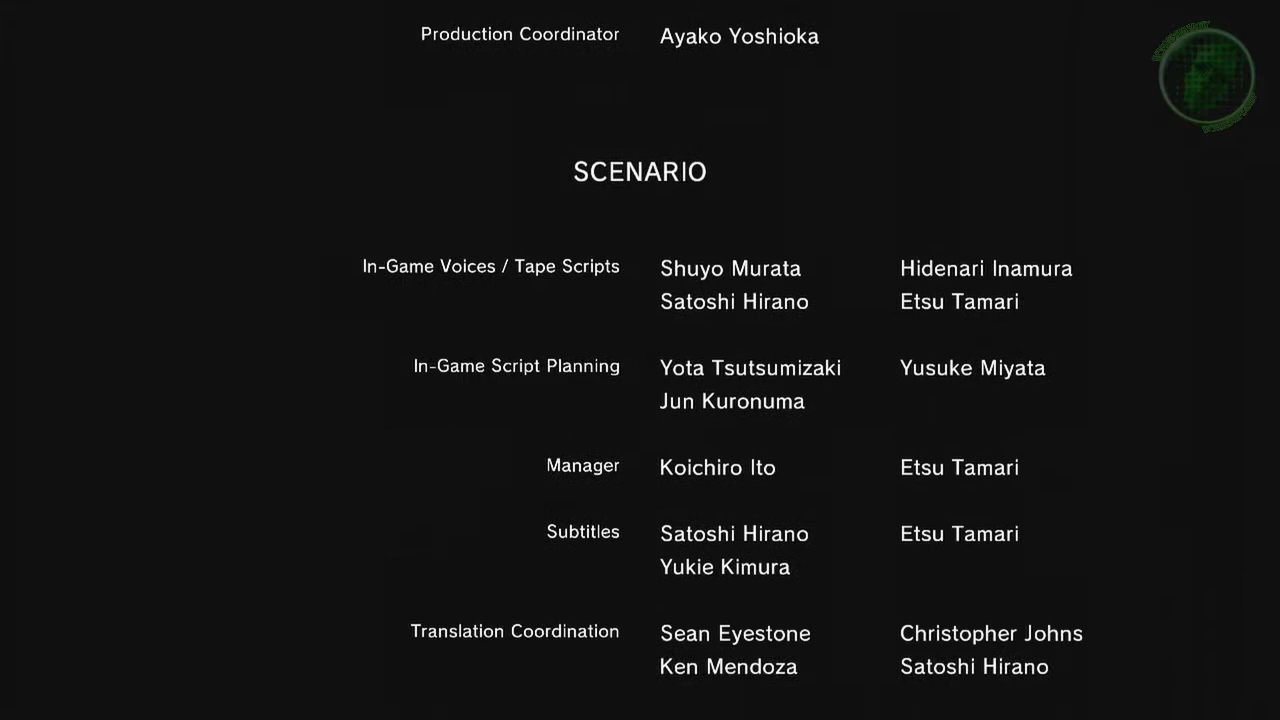 Production Coordinator Ayako Yoshioka
SCENARIO
In-Game Voices / Tape Scripts Shuyo Murata Hidenari Inamura
Satoshi Hirano Etsu Tamari
In-Game Script Planning Yota Tsutsumizaki Yusuke Miyata
Jun Kuronuma
Manager Koichiro Ito Etsu Tamari
Subtitles Satoshi Hirano Etsu Tamari
Yukie Kimura
Translation Coordination Sean Eyestone Christopher Johns
Ken Mendoza Satoshi Hirano